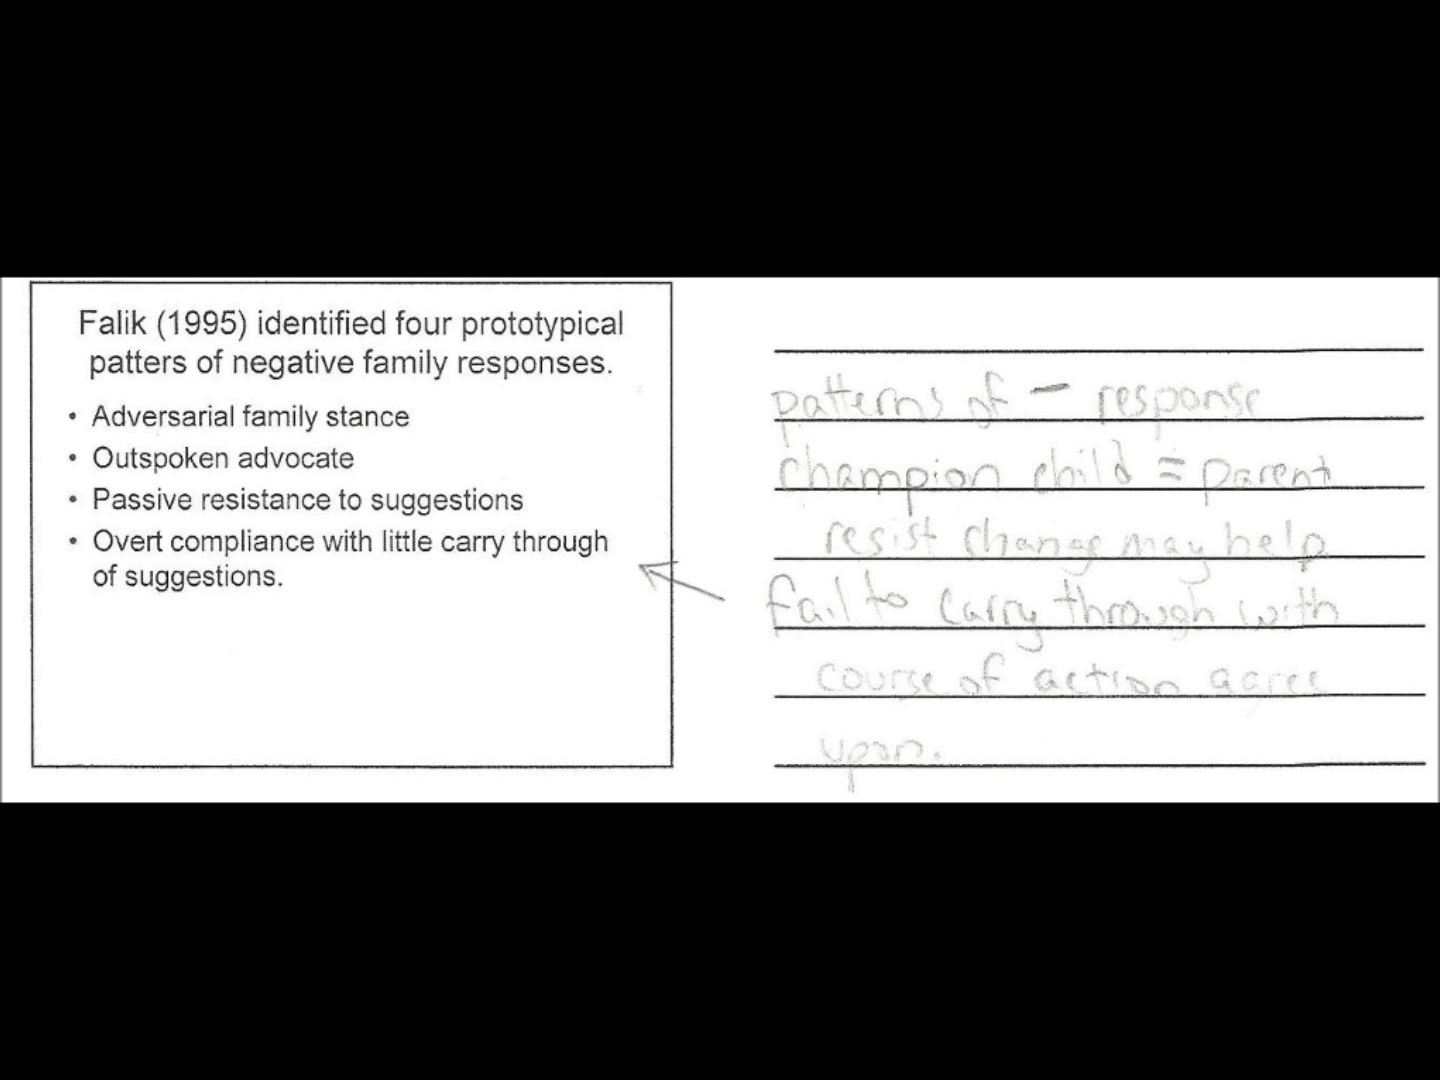 Falik (1995) identified four prototypical
patters of negative family responses.
• Adversarial family stance
• Outspoken advocate
• Passive resistance to suggestions
• Overt compliance with little carry through
of suggestions.
patterns of - response
champion child = parent
resist change may help
fail to carry through with
course of action agree
upon.